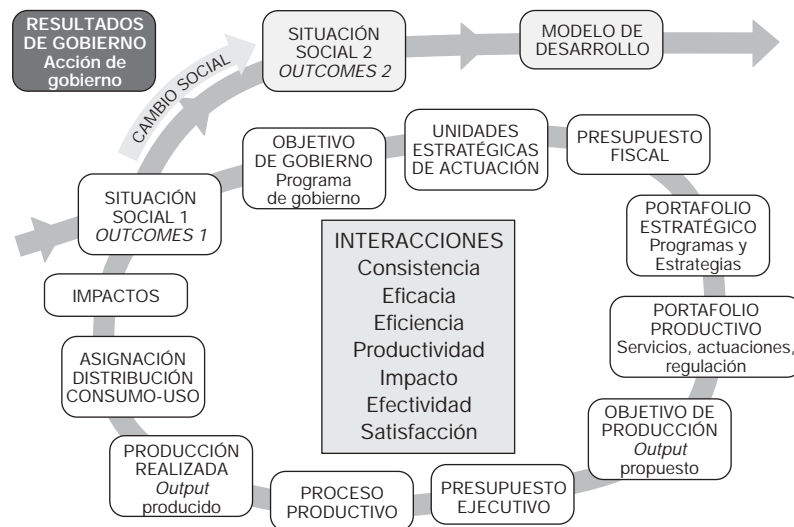 RESULTADOS
DE GOBIERNO
Acción de
gobierno
CAMBIO SOCIAL
SITUACIÓN
SOCIAL 2
OUTCOMES 2
MODELO DE
DESARROLLO
SITUACIÓN
SOCIAL 1
OUTCOMES 1
OBJETIVO
DE GOBIERNO
Programa
de gobierno
UNIDADES
ESTRATÉGICAS
DE ACTUACIÓN
PRESUPUESTO
FISCAL
PORTAFOLIO
ESTRATÉGICO
Programas y
Estrategias
PORTAFOLIO
PRODUCTIVO
Servicios, actuaciones,
regulación
OBJETIVO DE
PRODUCCIÓN
Output
propuesto
PRESUPUESTO
EJECUTIVO
PROCESO
PRODUCTIVO
PRODUCCIÓN
REALIZADA
Output
producido
ASIGNACIÓN
DISTRIBUCIÓN
CONSUMO-USO
IMPACTOS
INTERACCIONES
Consistencia
Eficacia
Eficiencia
Productividad
Impacto
Efectividad
Satisfacción